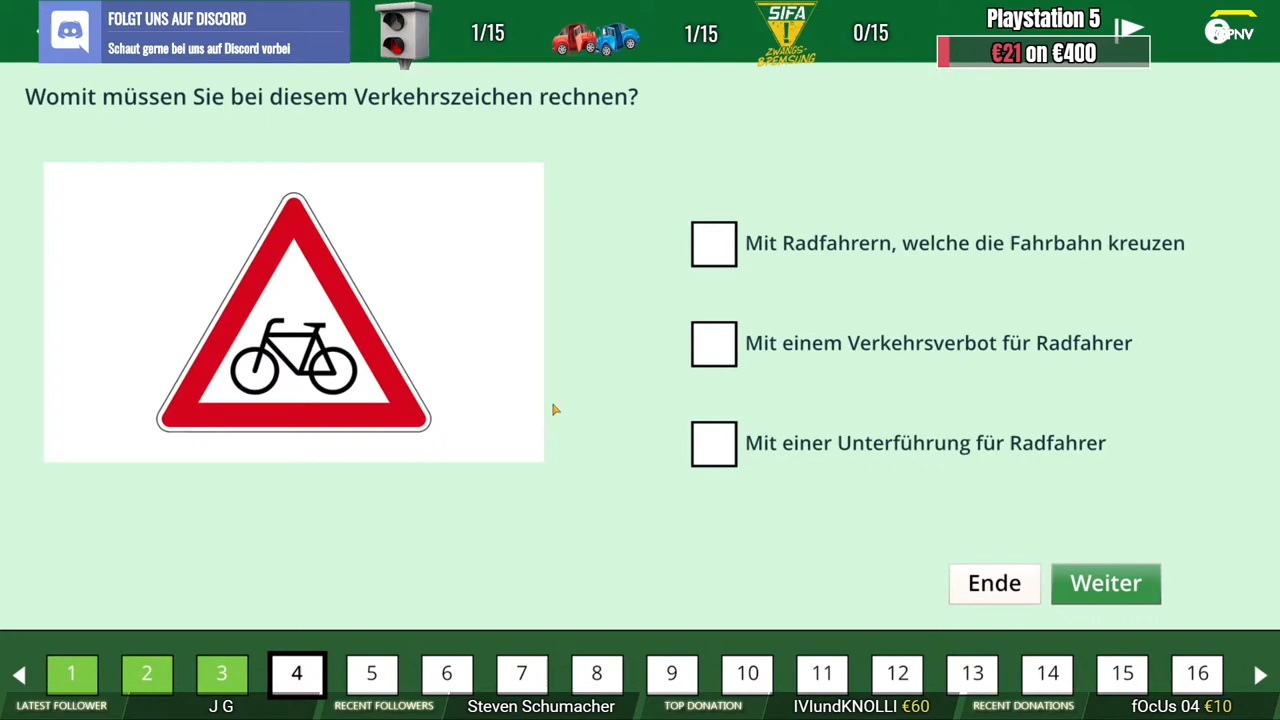 FOLGT UNS AUF DISCORD
Schaut gerne bei uns auf Discord vorbei
1/15
1/15
SIFA
ZWANGS-
BREMSUNG
0/15
Playstation 5
€21 on €400
ÖPNV
Womit müssen Sie bei diesem Verkehrszeichen rechnen?
Mit Radfahrern, welche die Fahrbahn kreuzen
Mit einem Verkehrsverbot für Radfahrer
Mit einer Unterführung für Radfahrer
Ende Weiter
1 2 3 4 5 6 7 8 9 10 11 12 13 14 15 16
LATEST FOLLOWER J G RECENT FOLLOWERS Steven Schumacher TOP DONATION IVIundKNOLLI €60 RECENT DONATIONS fOcUs 04 €10